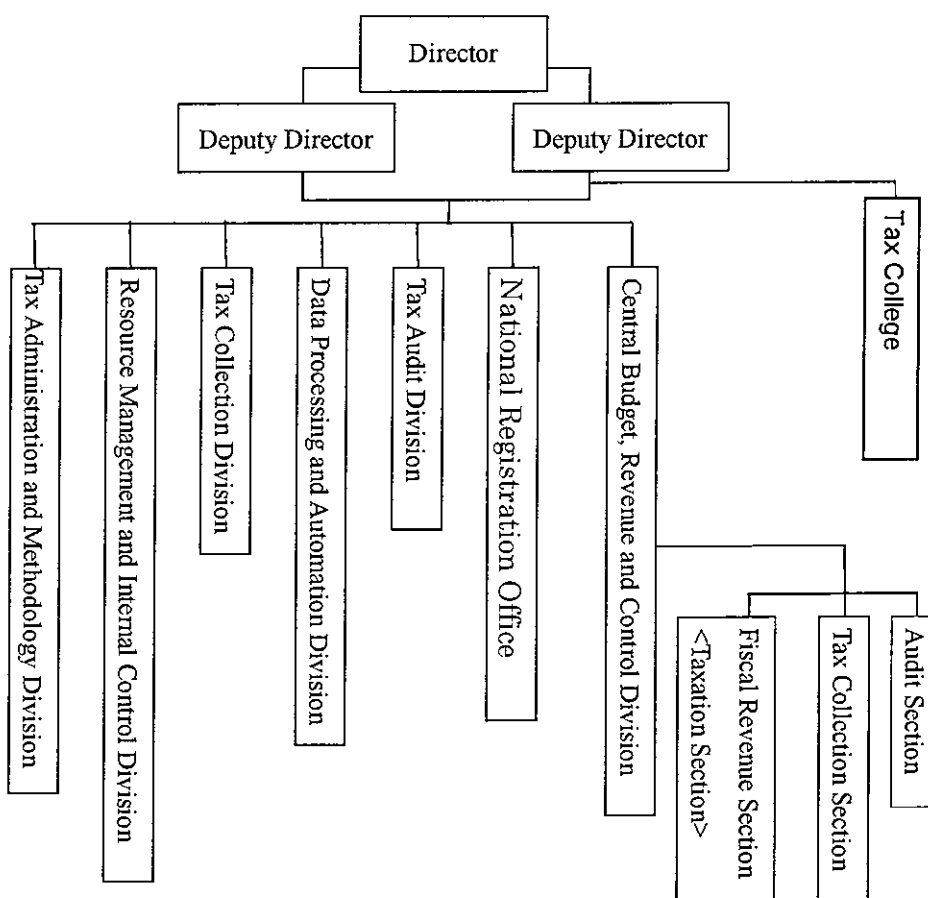 Director
Deputy Director
Deputy Director
Tax College
Tax Administration and Methodology Division
Resource Management and Internal Control Division
Tax Collection Division
Data Processing and Automation Division
Tax Audit Division
National Registration Office
Central Budget, Revenue and Control Division
Fiscal Revenue Section
<Taxation Section>
Tax Collection Section
Audit Section